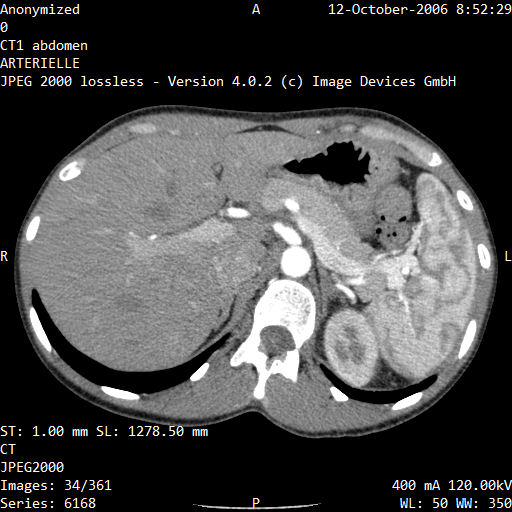 Anonymized A 12-October-2006 8:52:29
0
CT1 abdomen
ARTERIELLE
JPEG 2000 lossless - Version 4.0.2 (c) Image Devices GmbH
R L
ST: 1.00 mm SL: 1278.50 mm
CT
JPEG2000
Images: 34/361 400 mA 120.00kV
Series: 6168 P WL: 50 WW: 350